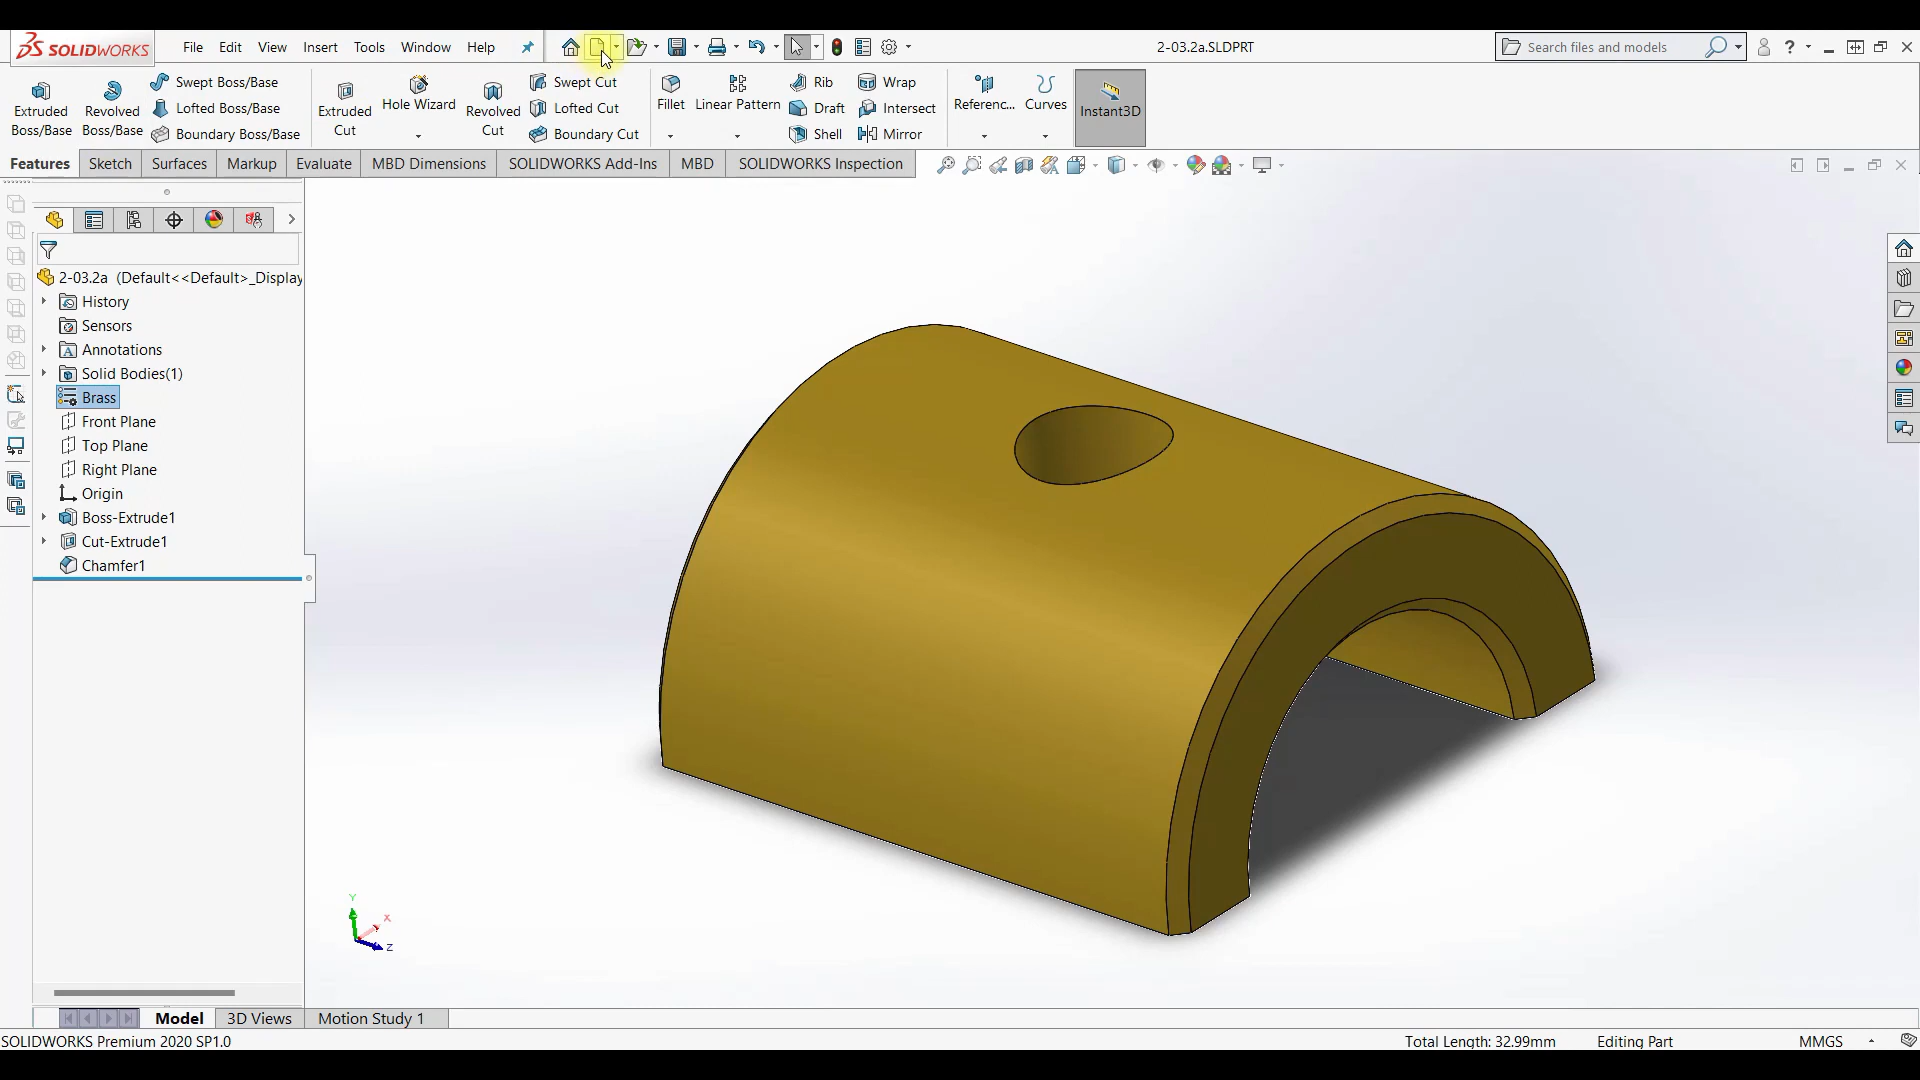 SOLIDWORKS File Edit View Insert Tools Window Help 2-03.2a.SLDPRT Search files and models ?
Extruded Boss/Base
Revolved Boss/Base
Swept Boss/Base
Lofted Boss/Base
Boundary Boss/Base
Extruded Cut
Hole Wizard
Revolved Cut
Swept Cut
Lofted Cut
Boundary Cut
Fillet
Linear Pattern
Rib
Draft
Shell
Wrap
Intersect
Mirror
Referenc...
Curves
Instant3D
Features Sketch Surfaces Markup Evaluate MBD Dimensions SOLIDWORKS Add-Ins MBD SOLIDWORKS Inspection
2-03.2a (Default<<Default>_Display
History
Sensors
Annotations
Solid Bodies(1)
Brass
Front Plane
Top Plane
Right Plane
Origin
Boss-Extrude1
Cut-Extrude1
Chamfer1
Y
X
Z
Model 3D Views Motion Study 1
SOLIDWORKS Premium 2020 SP1.0 Total Length: 32.99mm Editing Part MMGS